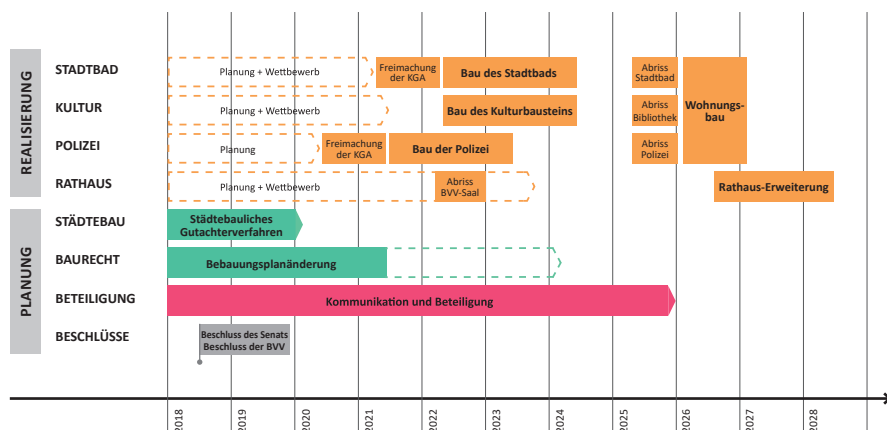 REALISIERUNG
STADTBAD
Planung + Wettbewerb
Freimachung
der KGA
Bau des Stadtbads
Abriss
Stadtbad
Wohnungs-
bau
KULTUR
Planung + Wettbewerb
Bau des Kulturbausteins
Abriss
Bibliothek
POLIZEI
Planung
Freimachung
der KGA
Bau der Polizei
Abriss
Polizei
RATHAUS
Planung + Wettbewerb
Abriss
BVV-Saal
Rathaus-Erweiterung
PLANUNG
STÄDTEBAU
Städtebauliches
Gutachterverfahren
BAURECHT
Bebauungsplanänderung
BETEILIGUNG
Kommunikation und Beteiligung
BESCHLÜSSE
Beschluss des Senats
Beschluss der BVV
2018
2019
2020
2021
2022
2023
2024
2025
2026
2027
2028